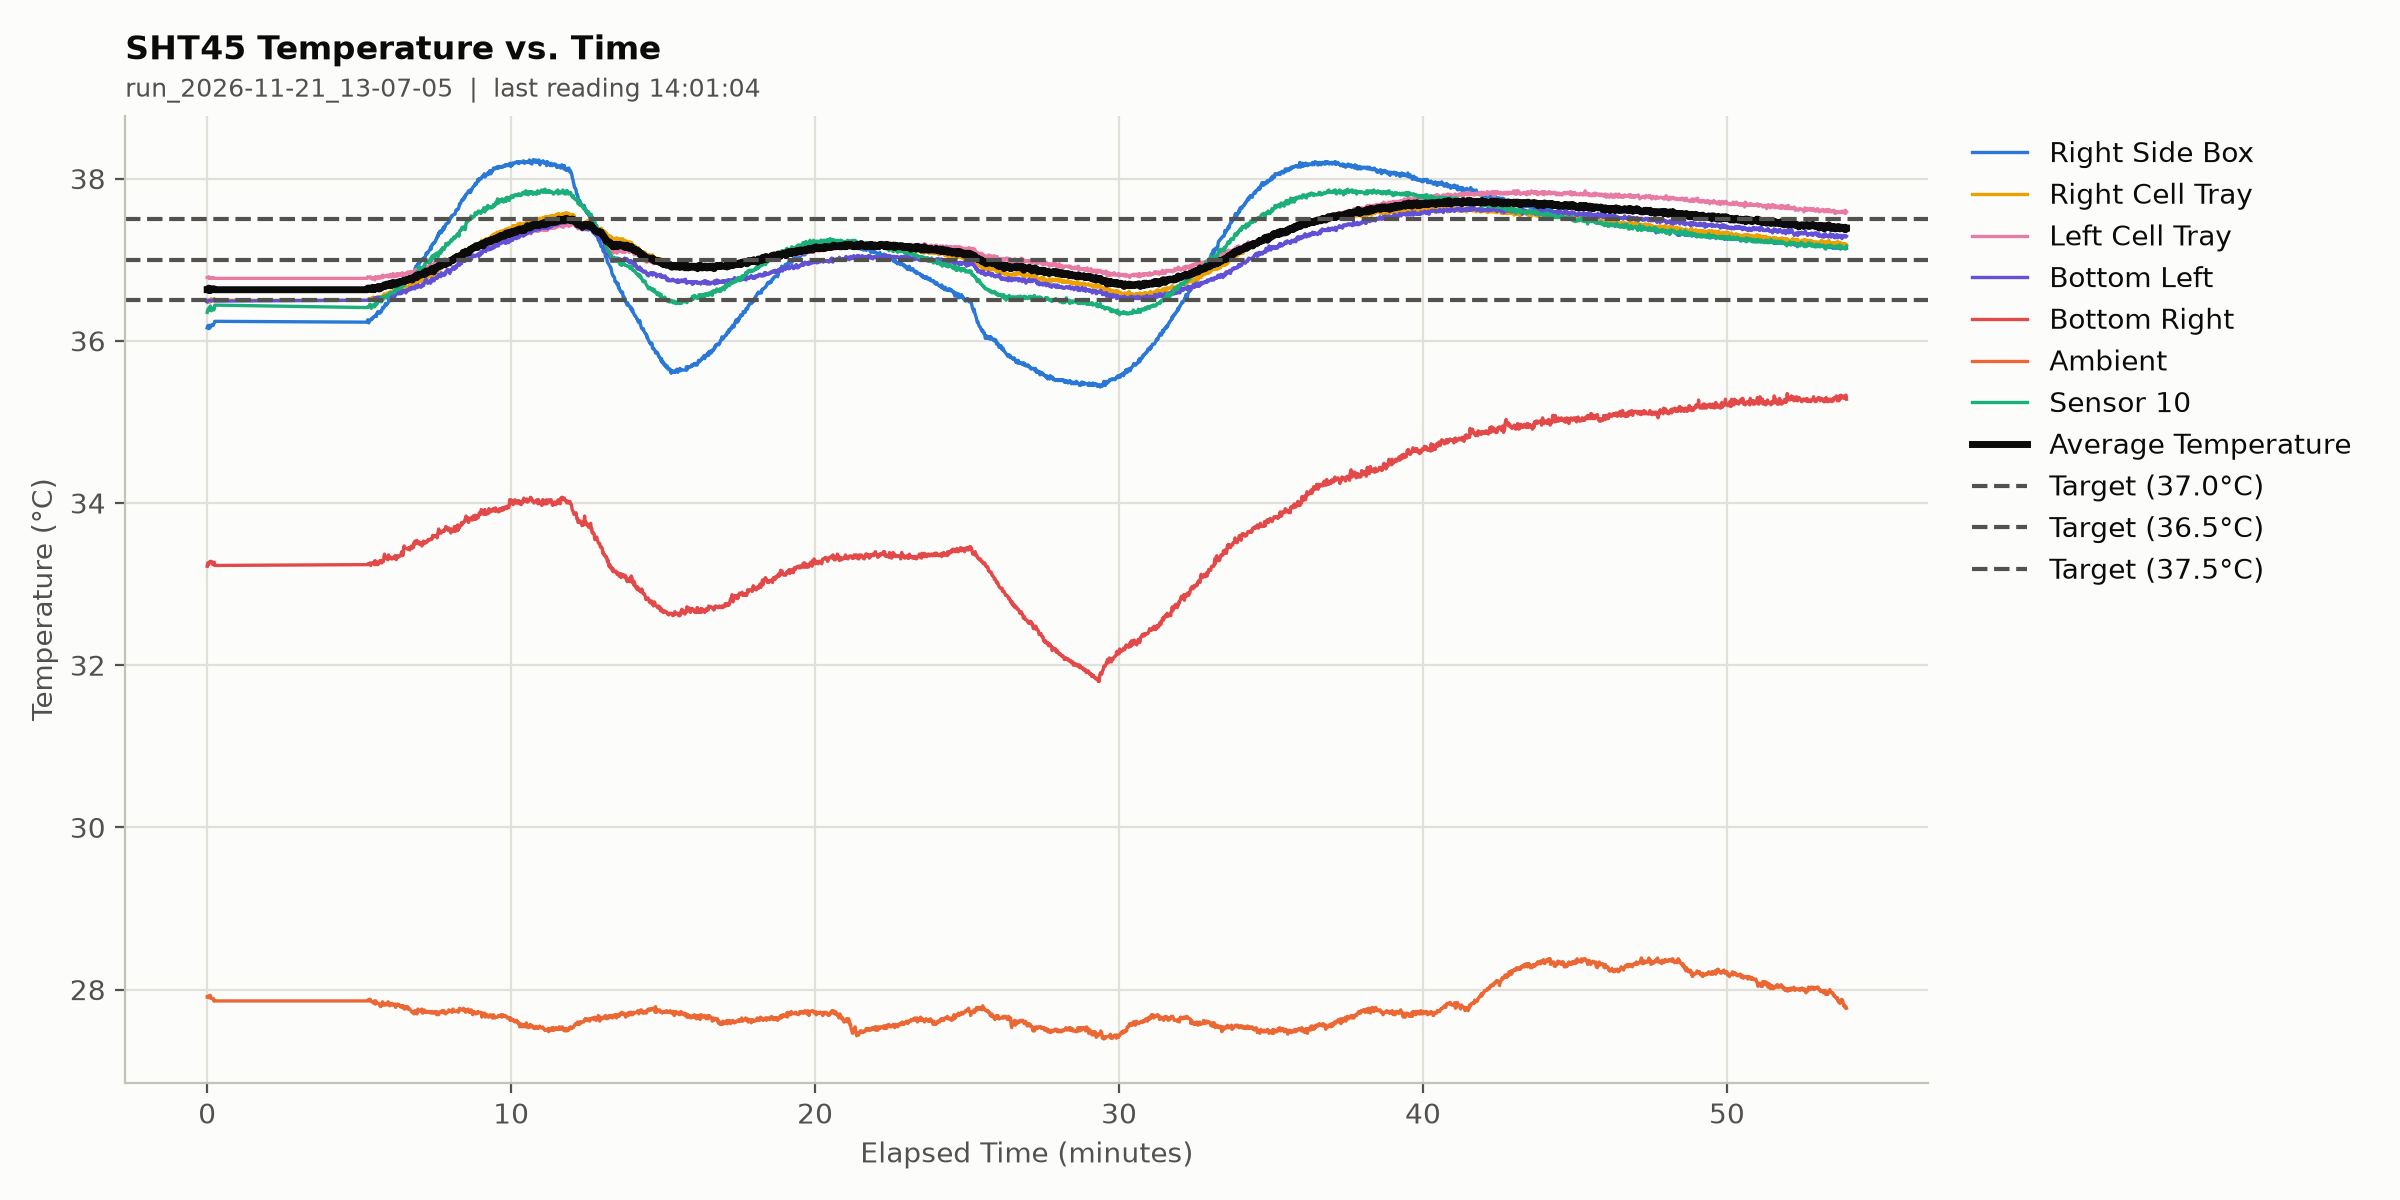 SHT45 Temperature vs. Time
run_2026-11-21_13-07-05  |  last reading 14:01:04
Temperature (°C)
38
36
34
32
30
28
0 10 20 30 40 50
Elapsed Time (minutes)
Right Side Box
Right Cell Tray
Left Cell Tray
Bottom Left
Bottom Right
Ambient
Sensor 10
Average Temperature
Target (37.0°C)
Target (36.5°C)
Target (37.5°C)